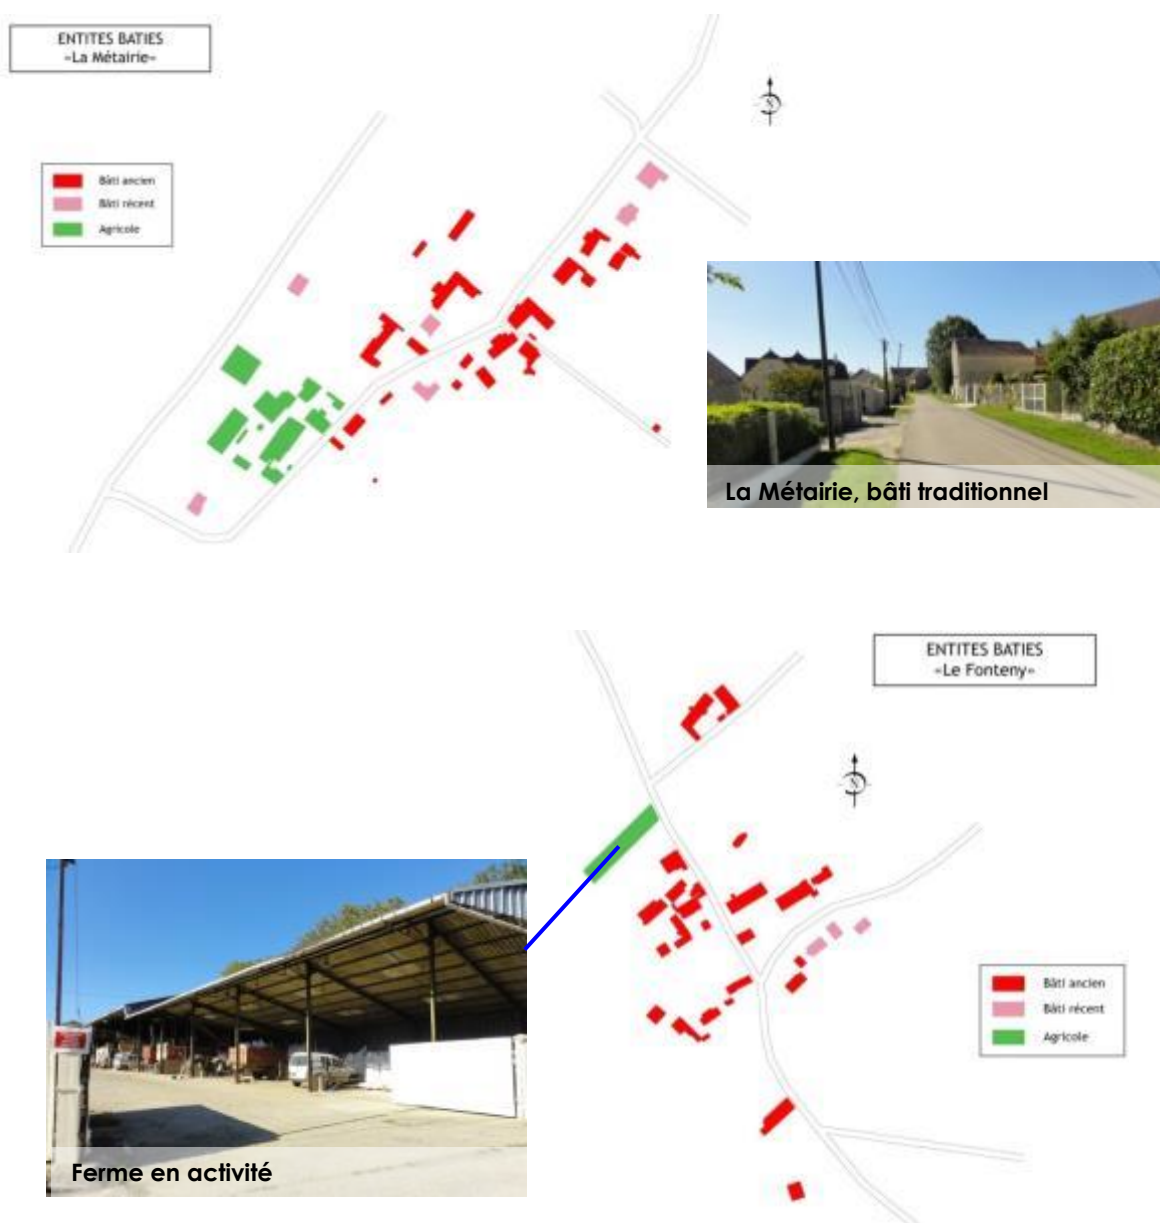 ENTITES BATIES
«La Métairie»
N
Bâti ancien
Bâti récent
Agricole
La Métairie, bâti traditionnel
ENTITES BATIES
«Le Fonteny»
N
Bâti ancien
Bâti récent
Agricole
Ferme en activité